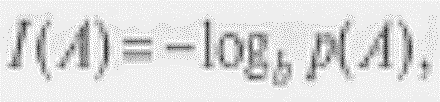 I(A) = −log_b p(A),